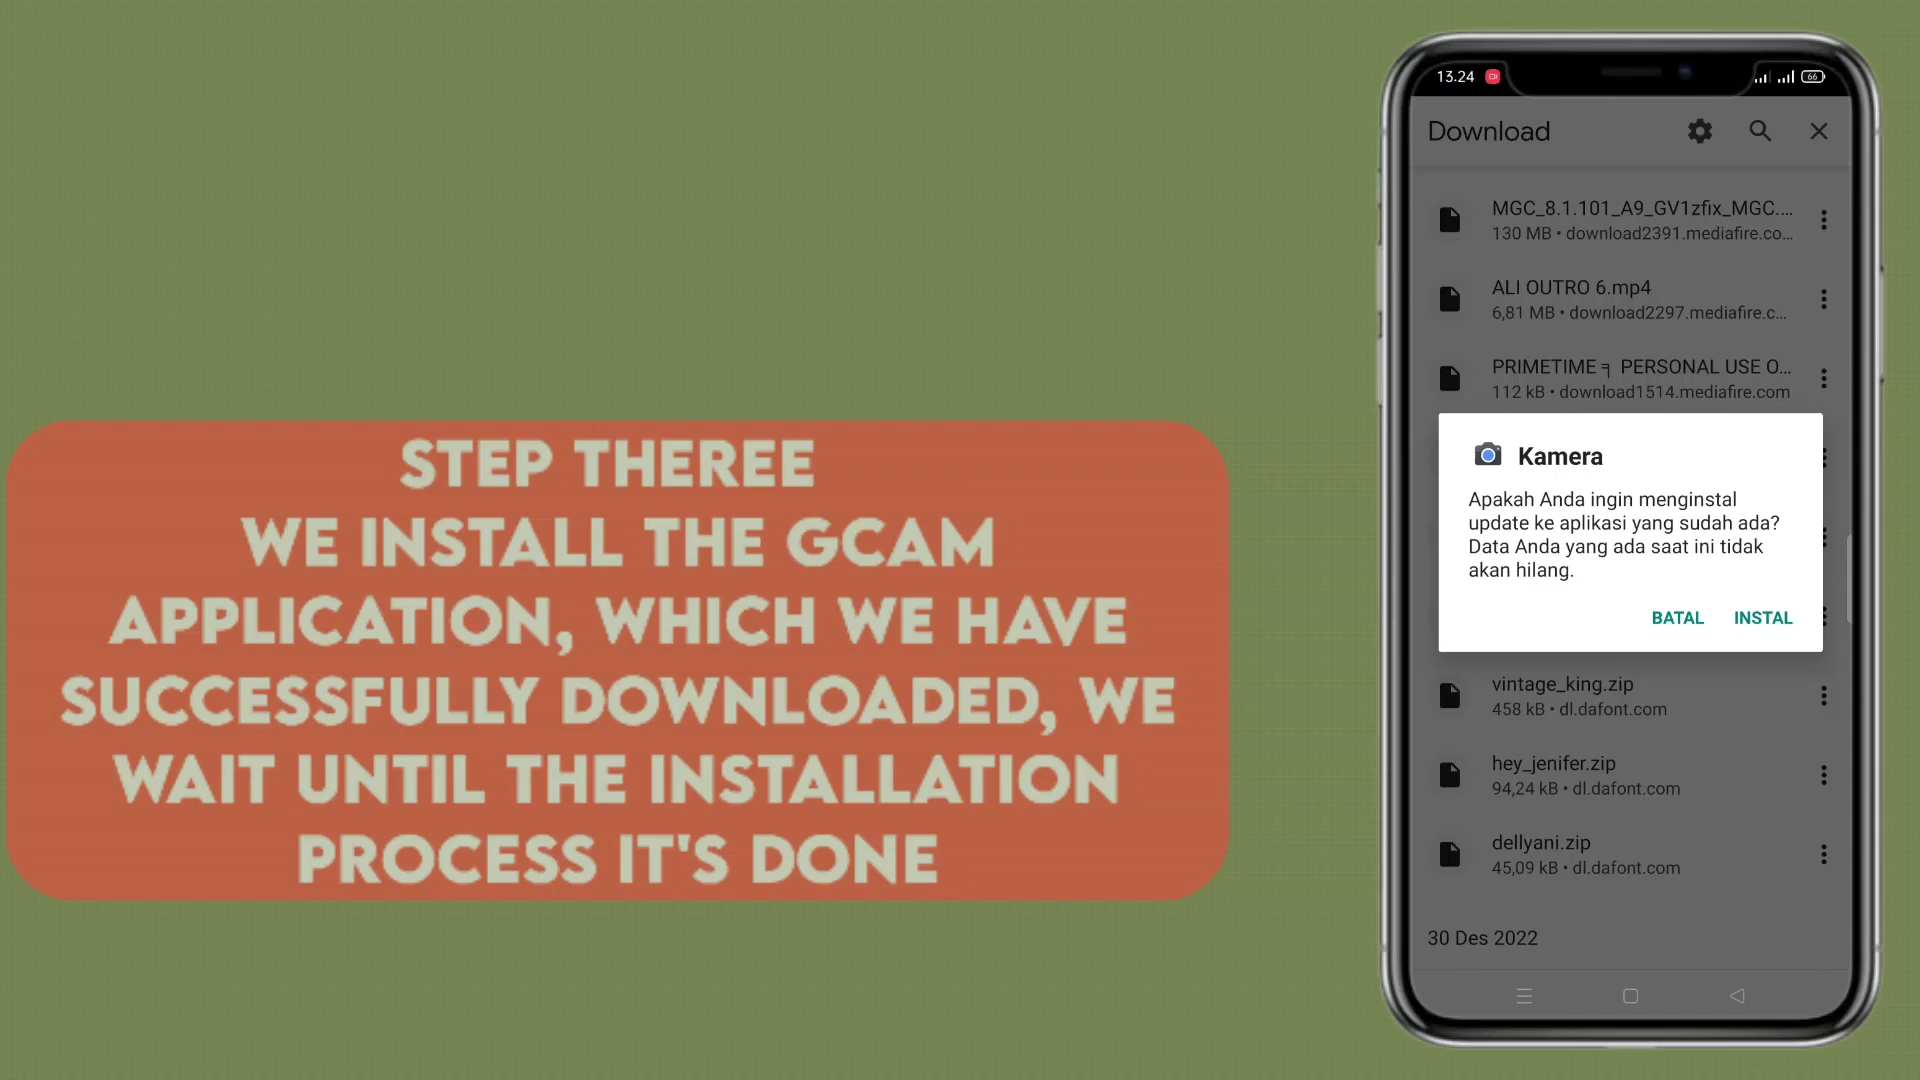 STEP THEREE
WE INSTALL THE GCAM
APPLICATION, WHICH WE HAVE
SUCCESSFULLY DOWNLOADED, WE
WAIT UNTIL THE INSTALLATION
PROCESS IT'S DONE
13.24
66
Download
MGC_8.1.101_A9_GV1zfix_MGC....
130 MB • download2391.mediafire.co...
ALI OUTRO 6.mp4
6,81 MB • download2297.mediafire.c...
PRIMETIME ╕ PERSONAL USE O...
112 kB • download1514.mediafire.com
Kamera
Apakah Anda ingin menginstal
update ke aplikasi yang sudah ada?
Data Anda yang ada saat ini tidak
akan hilang.
BATAL INSTAL
vintage_king.zip
458 kB • dl.dafont.com
hey_jenifer.zip
94,24 kB • dl.dafont.com
dellyani.zip
45,09 kB • dl.dafont.com
30 Des 2022